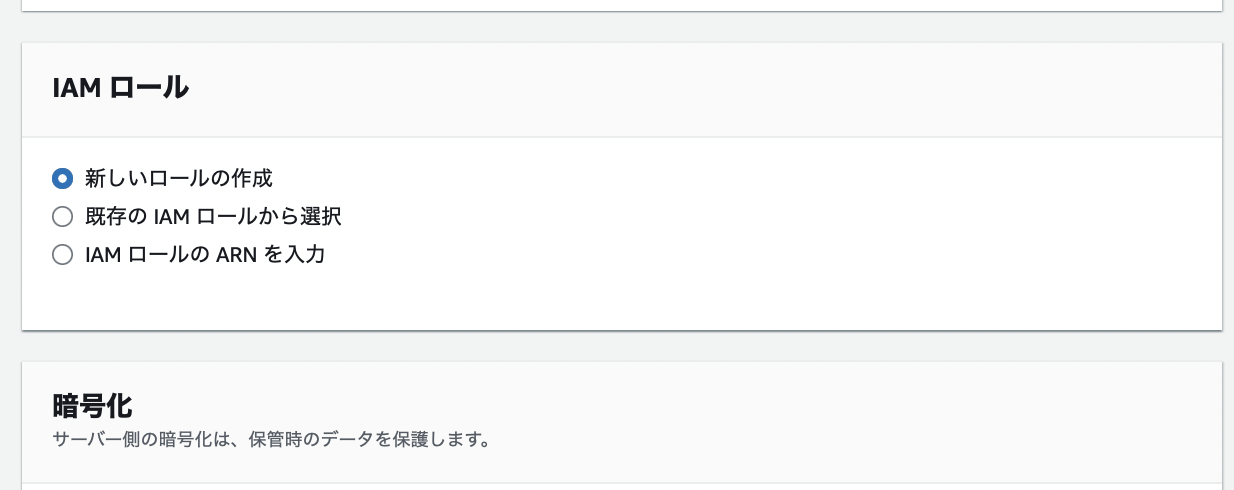 IAM ロール
新しいロールの作成
既存の IAM ロールから選択
IAM ロールの ARN を入力
暗号化
サーバー側の暗号化は、保管時のデータを保護します。